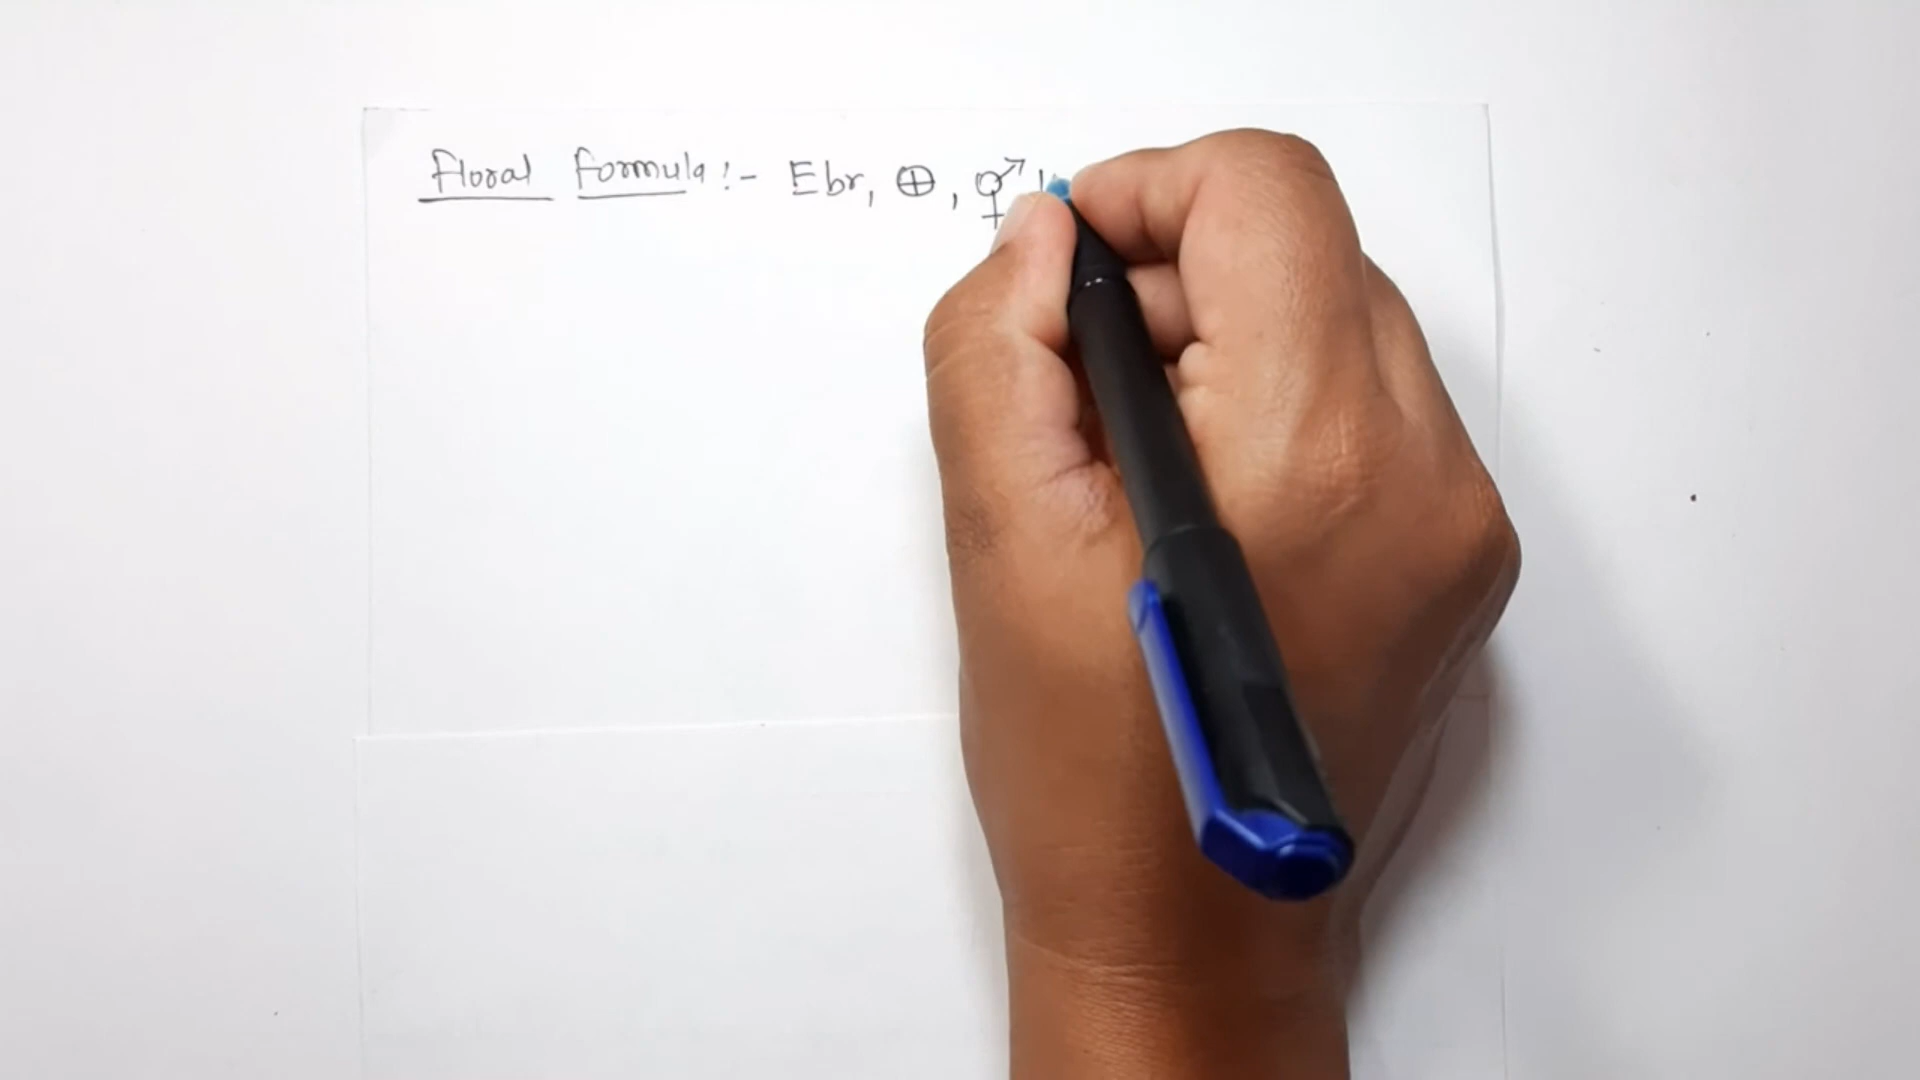 Floral Formula :- Ebr, ⊕, ⚥